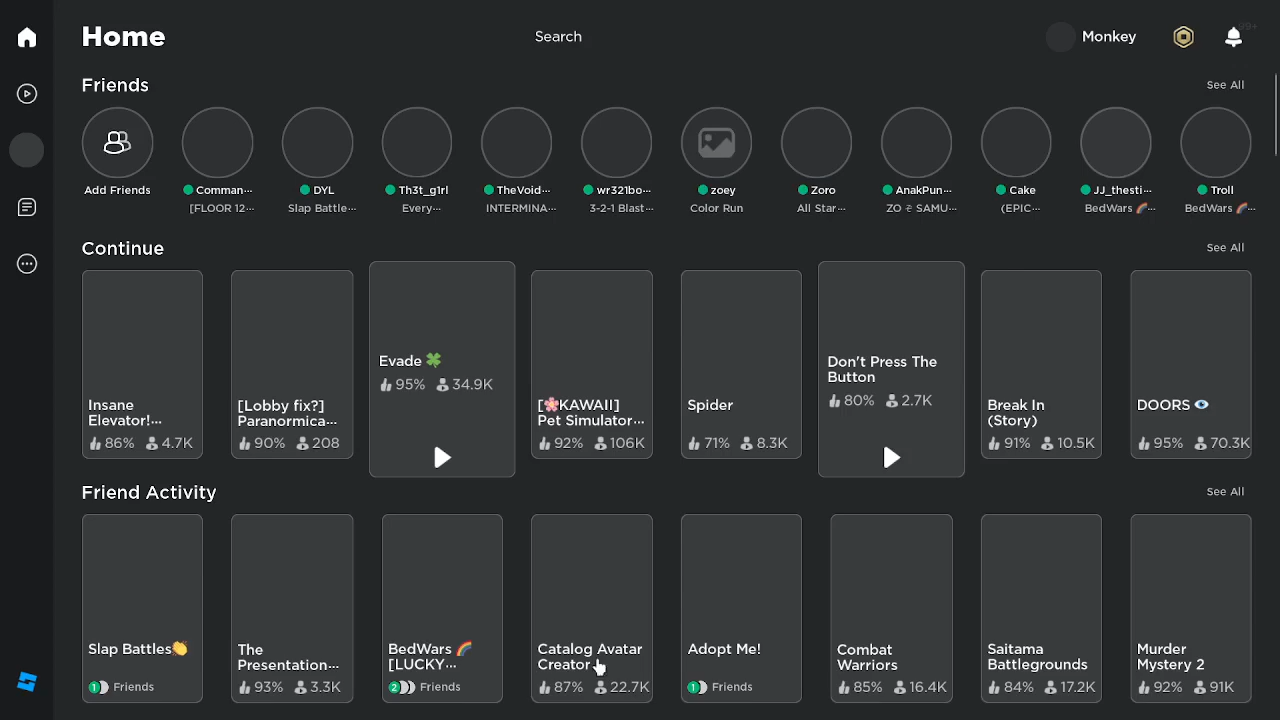 Home
Search
Monkey
99+
Friends
See All
Add Friends
Comman···
DYL
Th3t_g1rl
TheVoid···
wr321bo···
zoey
Zoro
AnakPun···
Cake
JJ_thesti···
Troll
[FLOOR 12···
Slap Battle···
Every···
INTERMINA···
3-2-1 Blast···
Color Run
All Star···
SAMU···
(EPIC···
BedWars 🌈···
BedWars 🌈···
Continue
See All
Insane
Elevator!···
86% 4.7K
[Lobby fix?]
Paranormica···
90% 208
Evade 🍀
95% 34.9K
[🌸KAWAII]
Pet Simulator···
92% 106K
Spider
71% 8.3K
Don't Press The
Button
80% 2.7K
Break In
(Story)
91% 10.5K
DOORS 👁️
95% 70.3K
Friend Activity
See All
Slap Battles👏
1 Friends
The
Presentation···
93% 3.3K
BedWars 🌈
[LUCKY···
2 Friends
Catalog Avatar
Creator
87% 22.7K
Adopt Me!
1 Friends
Combat
Warriors
85% 16.4K
Saitama
Battlegrounds
84% 17.2K
Murder
Mystery 2
92% 91K